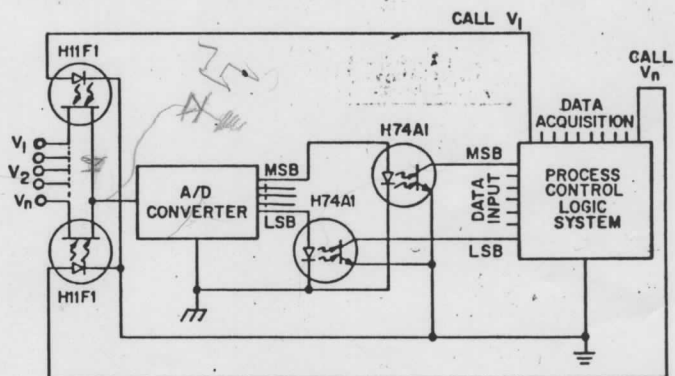 CALL V1
H11F1
CALL
Vn
DATA
ACQUISITION
H74A1
V1
V2
Vn
MSB
MSB
A/D
CONVERTER
H74A1
DATA
INPUT
PROCESS
CONTROL
LOGIC
SYSTEM
LSB
LSB
H11F1